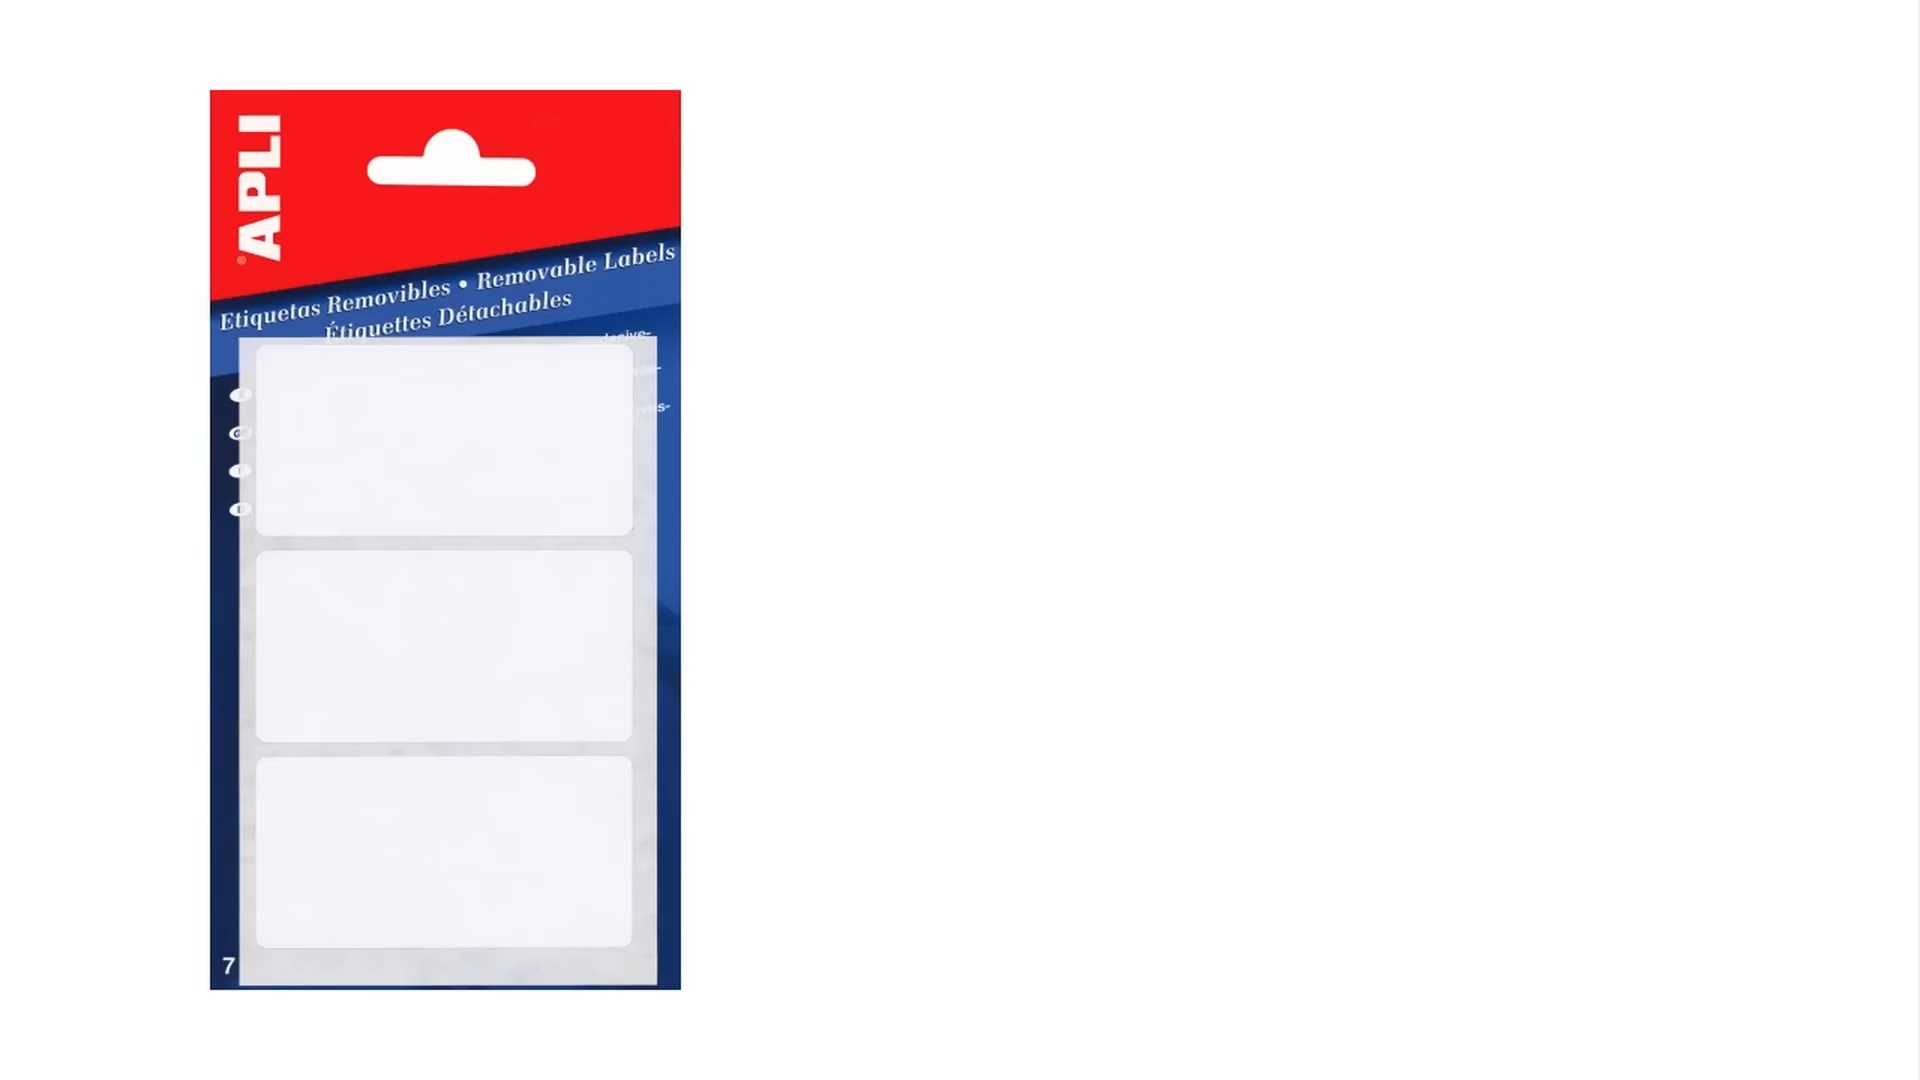 APLI
Etiquetas Removibles • Removable Labels
Étiquettes Détachables
7